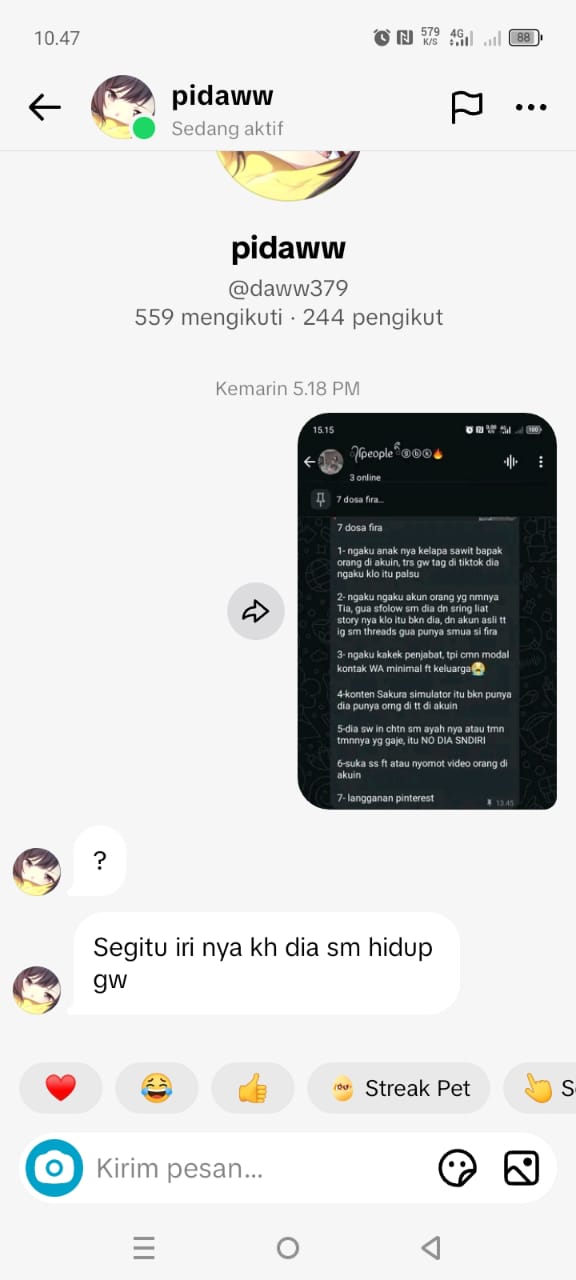 10.47
579
K/S
4G
88
pidaww
Sedang aktif
pidaww
@daww379
559 mengikuti · 244 pengikut
Kemarin 5.18 PM
15.15
people
3 online
7 dosa fira...
7 dosa fira
1- ngaku anak nya kelapa sawit bapak
orang di akuin, trs gw tag di tiktok dia
ngaku klo itu palsu
2- ngaku ngaku akun orang yg nmnya
Tia, gua sfolow sm dia dn sring liat
story nya klo itu bkn dia, dn akun asli tt
ig sm threads gua punya smua si fira
3- ngaku kakek penjabat, tpi cmn modal
kontak WA minimal ft keluarga😭
4-konten Sakura simulator itu bkn punya
dia punya orng di tt di akuin
5-dia sw in chtn sm ayah nya atau tmn
tmnnya yg gaje, itu NO DIA SNDIRI
6-suka ss ft atau nyomot video orang di
akuin
7- langganan pinterest
13.45
?
Segitu iri nya kh dia sm hidup
gw
❤️ 😂 👍 Streak Pet
Kirim pesan...